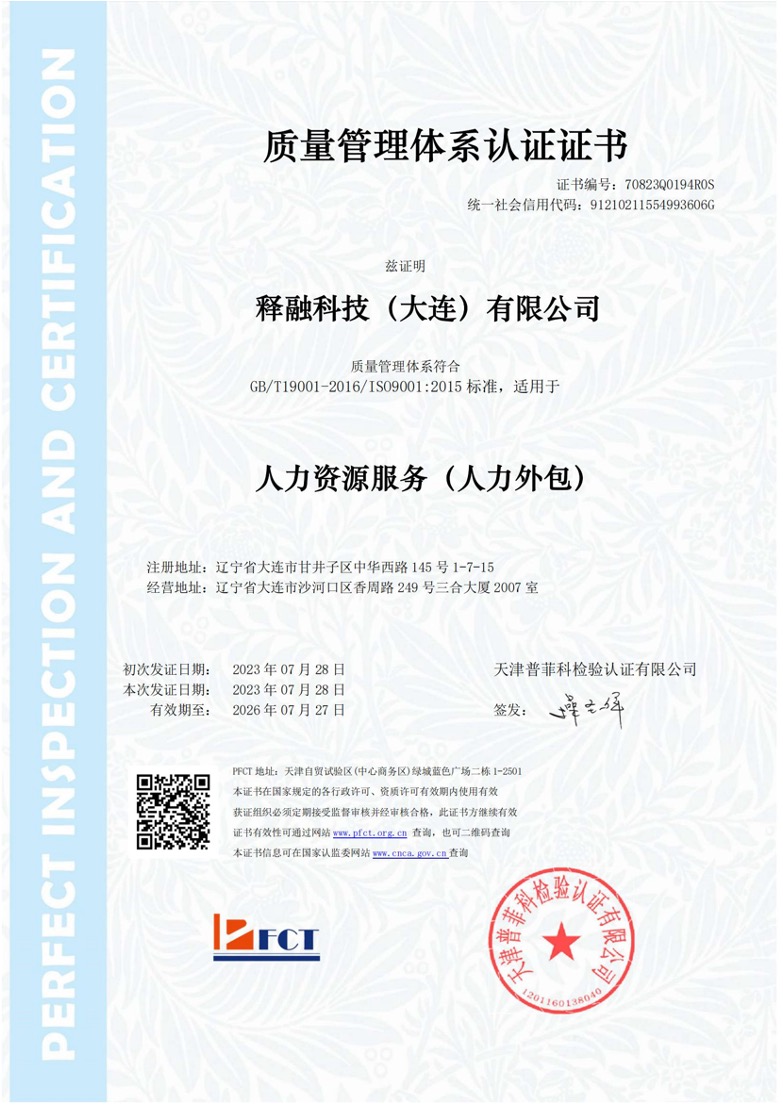 PERFECT INSPECTION AND CERTIFICATION
质量管理体系认证证书
证书编号：70823Q0194R0S
统一社会信用代码：91210211554993606G
兹证明
释融科技（大连）有限公司
质量管理体系符合
GB/T19001-2016/ISO9001:2015 标准，适用于
人力资源服务（人力外包）
注册地址：辽宁省大连市甘井子区中华西路 145 号 1-7-15
经营地址：辽宁省大连市沙河口区香周路 249 号三合大厦 2007 室
初次发证日期： 2023 年 07 月 28 日
本次发证日期： 2023 年 07 月 28 日
有效期至： 2026 年 07 月 27 日
天津普菲科检验认证有限公司
签发：
PFCT 地址：天津自贸试验区(中心商务区)绿城蓝色广场二栋 1-2501
本证书在国家规定的各行政许可、资质许可有效期内使用有效
获证组织必须定期接受监督审核并经审核合格，此证书方继续有效
证书有效性可通过网站 www.pfct.org.cn 查询，也可二维码查询
本证书信息可在国家认监委网站 www.cnca.gov.cn 查询
PFCT
天津普菲科检验认证有限公司
1201160138040